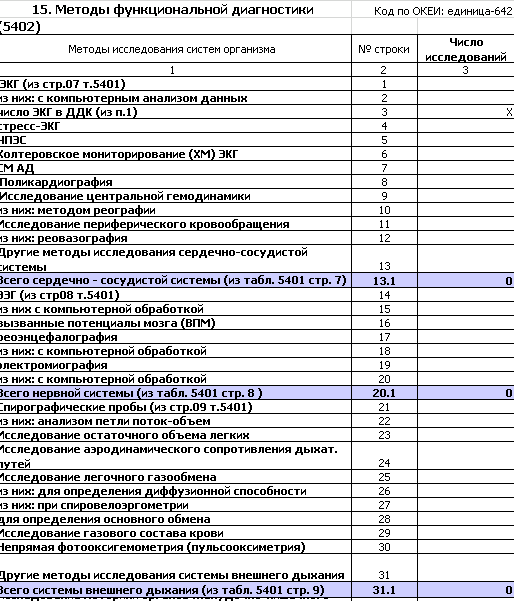 15. Методы функциональной диагностики
Код по ОКЕИ: единица-642
(5402)
Методы исследования систем организма № строки Число исследований
1 2 3
ЭКГ (из стр.07 т.5401) 1
из них: с компьютерным анализом данных 2
число ЭКГ в ДДК (из п.1) 3 X
стресс-ЭКГ 4
ЧПЭС 5
Холтеровское мониторирование (ХМ) ЭКГ 6
СМ АД 7
Поликардиография 8
Исследование центральной гемодинамики 9
из них: методом реографии 10
Исследование периферического кровообращения 11
из них: реовазография 12
Другие методы исследования сердечно-сосудистой
системы 13
Всего сердечно - сосудистой системы (из табл. 5401 стр. 7) 13.1 0
ЭЭГ (из стр08 т.5401) 14
из них с компьютерной обработкой 15
вызванные потенциалы мозга (ВПМ) 16
реоэнцефалография 17
из них: с компьютерной обработкой 18
электромиография 19
из них: с компьютерной обработкой 20
Всего нервной системы (из табл. 5401 стр. 8 ) 20.1 0
Спирографические пробы (из стр.09 т.5401) 21
из них: анализом петли поток-объем 22
Исследование остаточного объема легких 23
Исследование аэродинамического сопротивления дыхат.
путей 24
Исследование легочного газообмена 25
из них: для определения диффузионной способности 26
из них: при спировелоэргометрии 27
для определения основного обмена 28
Исследование газового состава крови 29
Непрямая фотооксигемометрия (пульсооксиметрия) 30
Другие методы исследования системы внешнего дыхания 31
Всего системы внешнего дыхания (из табл. 5401 стр. 9) 31.1 0